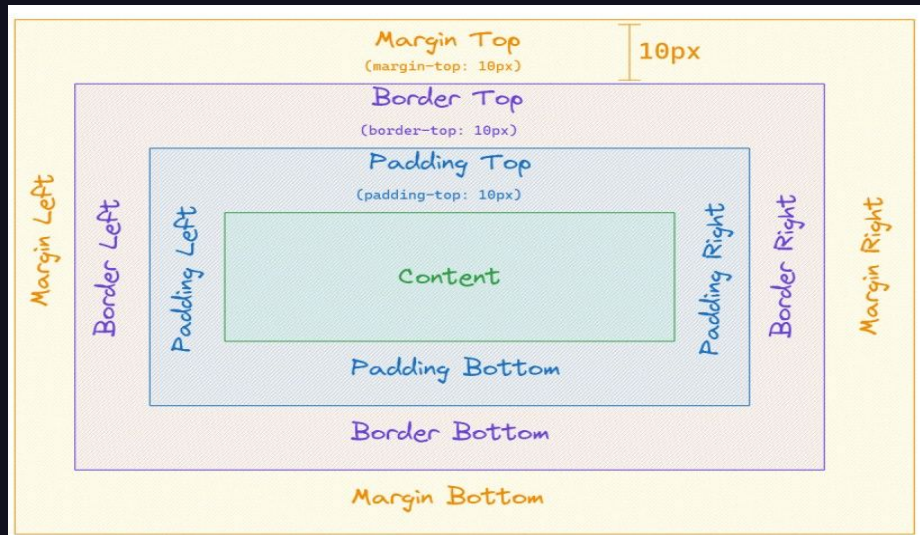 Margin Top
10px
(margin-top: 10px)
Border Top
(border-top: 10px)
Padding Top
(padding-top: 10px)
Margin Left
Border Left
Padding Left
Content
Padding Right
Border Right
Margin Right
Padding Bottom
Border Bottom
Margin Bottom